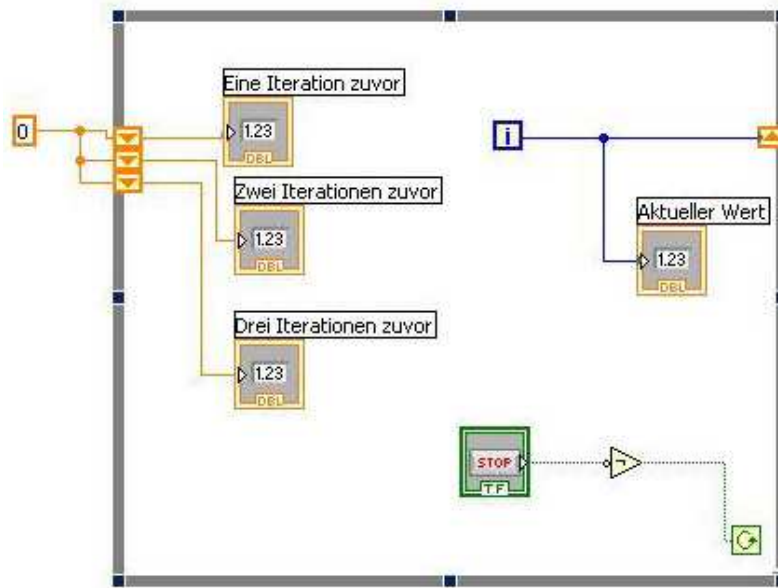 Eine Iteration zuvor
1.23
DBL
0
i
Zwei Iterationen zuvor
1.23
DBL
Aktueller Wert
1.23
DBL
Drei Iterationen zuvor
1.23
DBL
STOP
TF